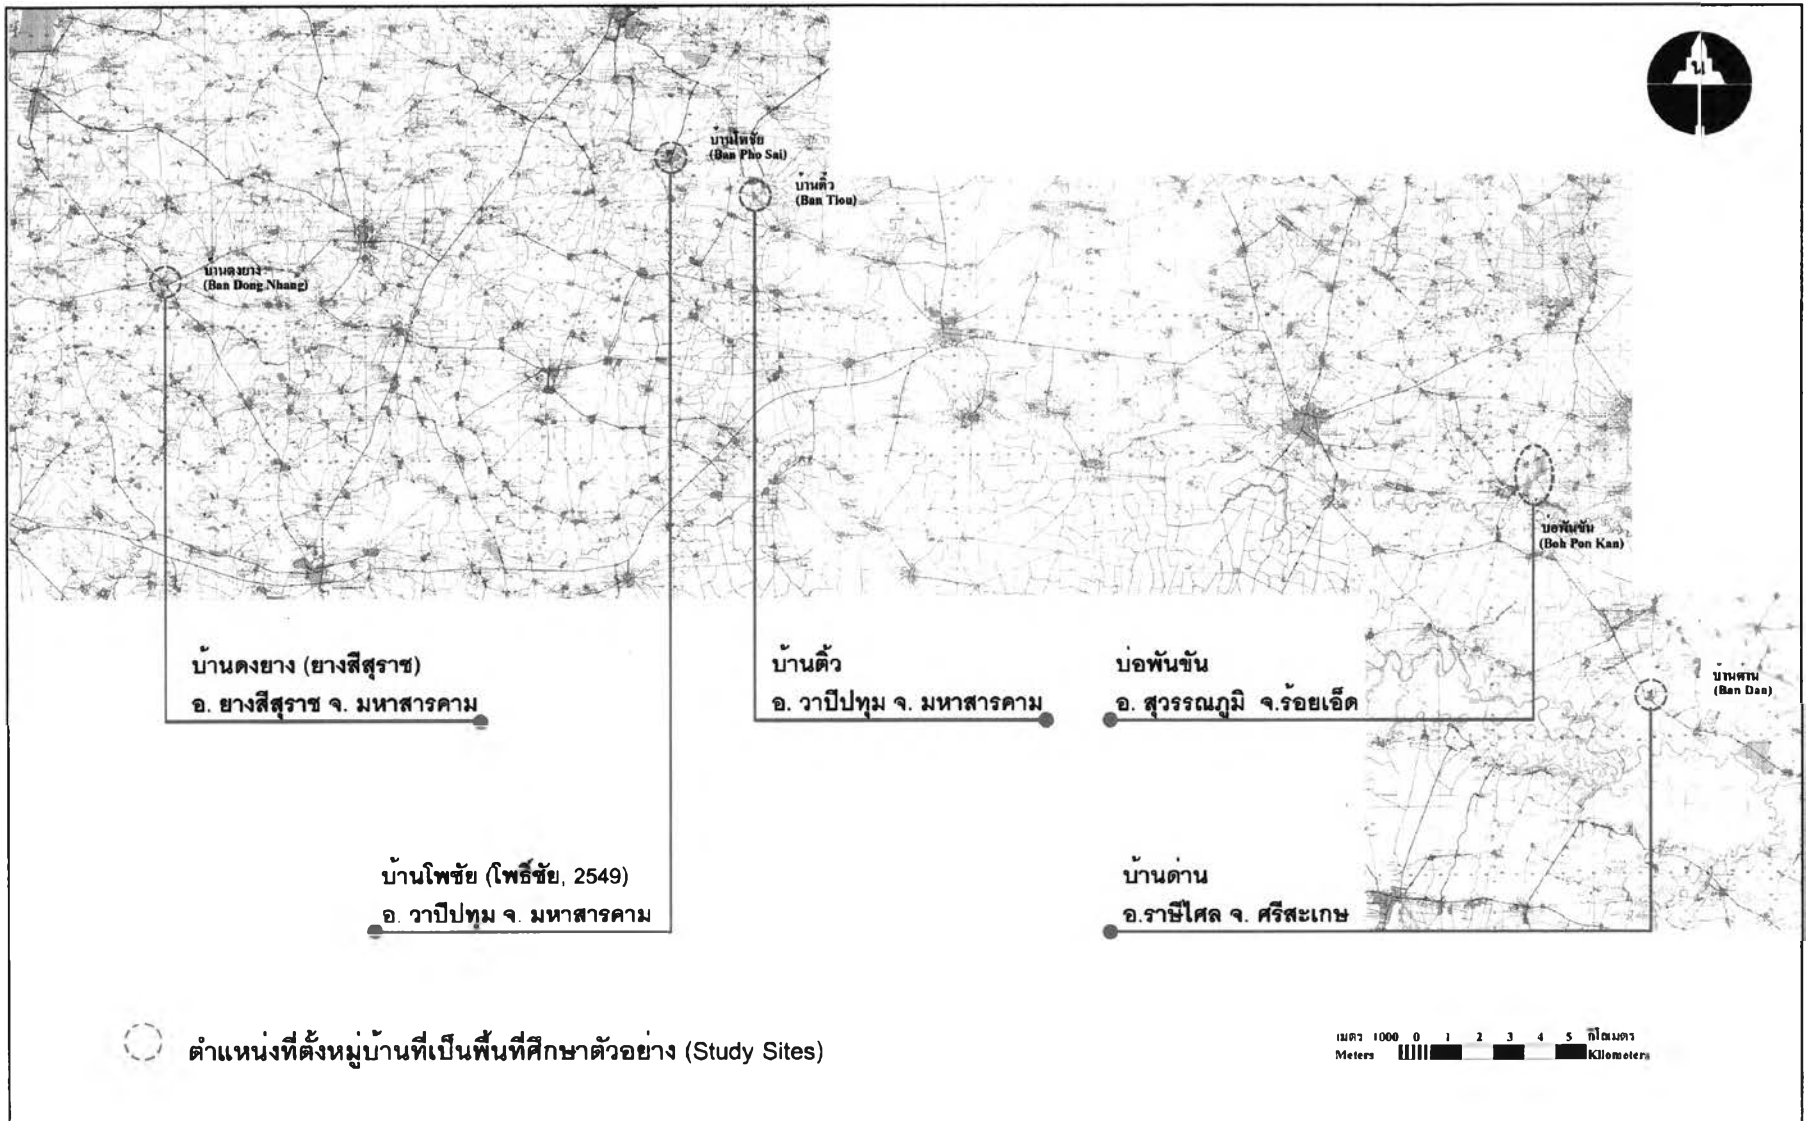 น
บ้านโพชัย
(Ban Pho Sai)
บ้านติ้ว
(Ban Tiou)
บ้านดงยาง
(Ban Dong Nhang)
บ่อพันขัน
(Boh Pon Kan)
บ้านด่าน
(Ban Dan)
บ้านดงยาง (ยางสีสุราช)
อ. ยางสีสุราช จ. มหาสารคาม
บ้านติ้ว
อ. วาปีปทุม จ. มหาสารคาม
บ่อพันขัน
อ. สุวรรณภูมิ จ.ร้อยเอ็ด
บ้านโพชัย (โพธิ์ชัย, 2549)
อ. วาปีปทุม จ. มหาสารคาม
บ้านด่าน
อ.ราษีไศล จ. ศรีสะเกษ
ตำแหน่งที่ตั้งหมู่บ้านที่เป็นพื้นที่ศึกษาตัวอย่าง (Study Sites)
เมตร 1000 0 1 2 3 4 5 กิโลเมตร
Meters Kilometers